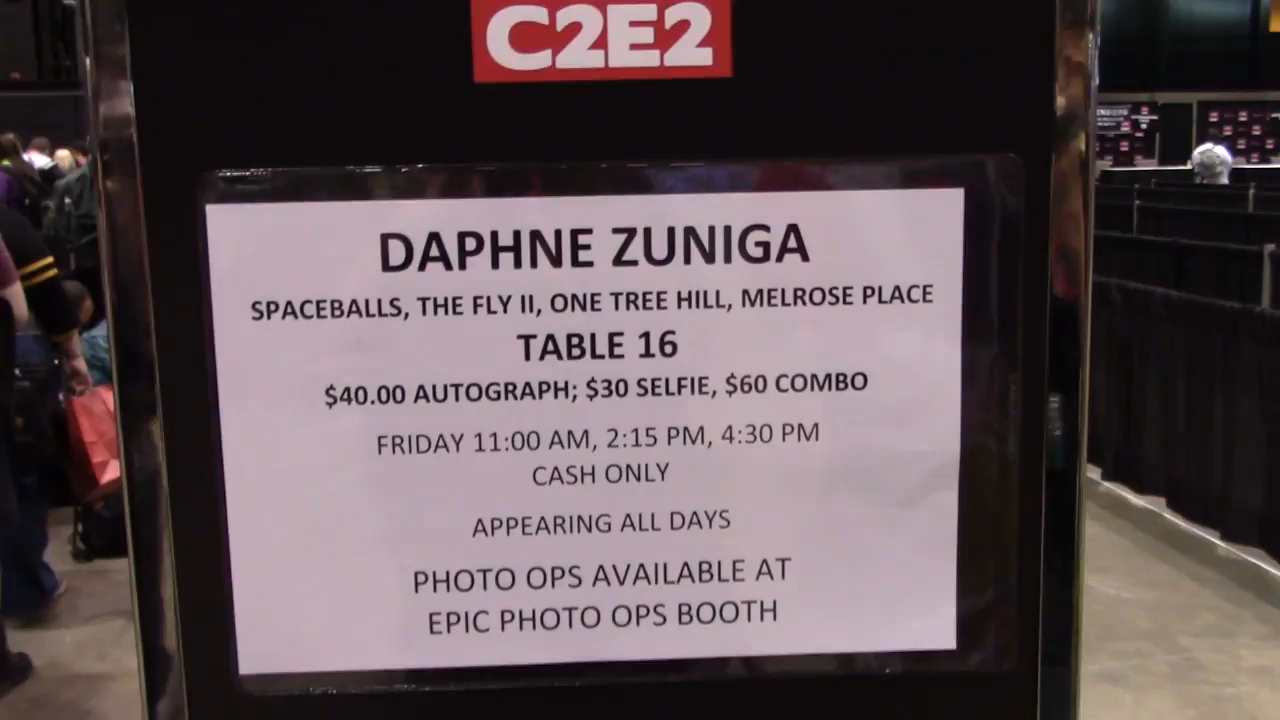 C2E2
DAPHNE ZUNIGA
SPACEBALLS, THE FLY II, ONE TREE HILL, MELROSE PLACE
TABLE 16
$40.00 AUTOGRAPH; $30 SELFIE, $60 COMBO
FRIDAY 11:00 AM, 2:15 PM, 4:30 PM
CASH ONLY
APPEARING ALL DAYS
PHOTO OPS AVAILABLE AT
EPIC PHOTO OPS BOOTH